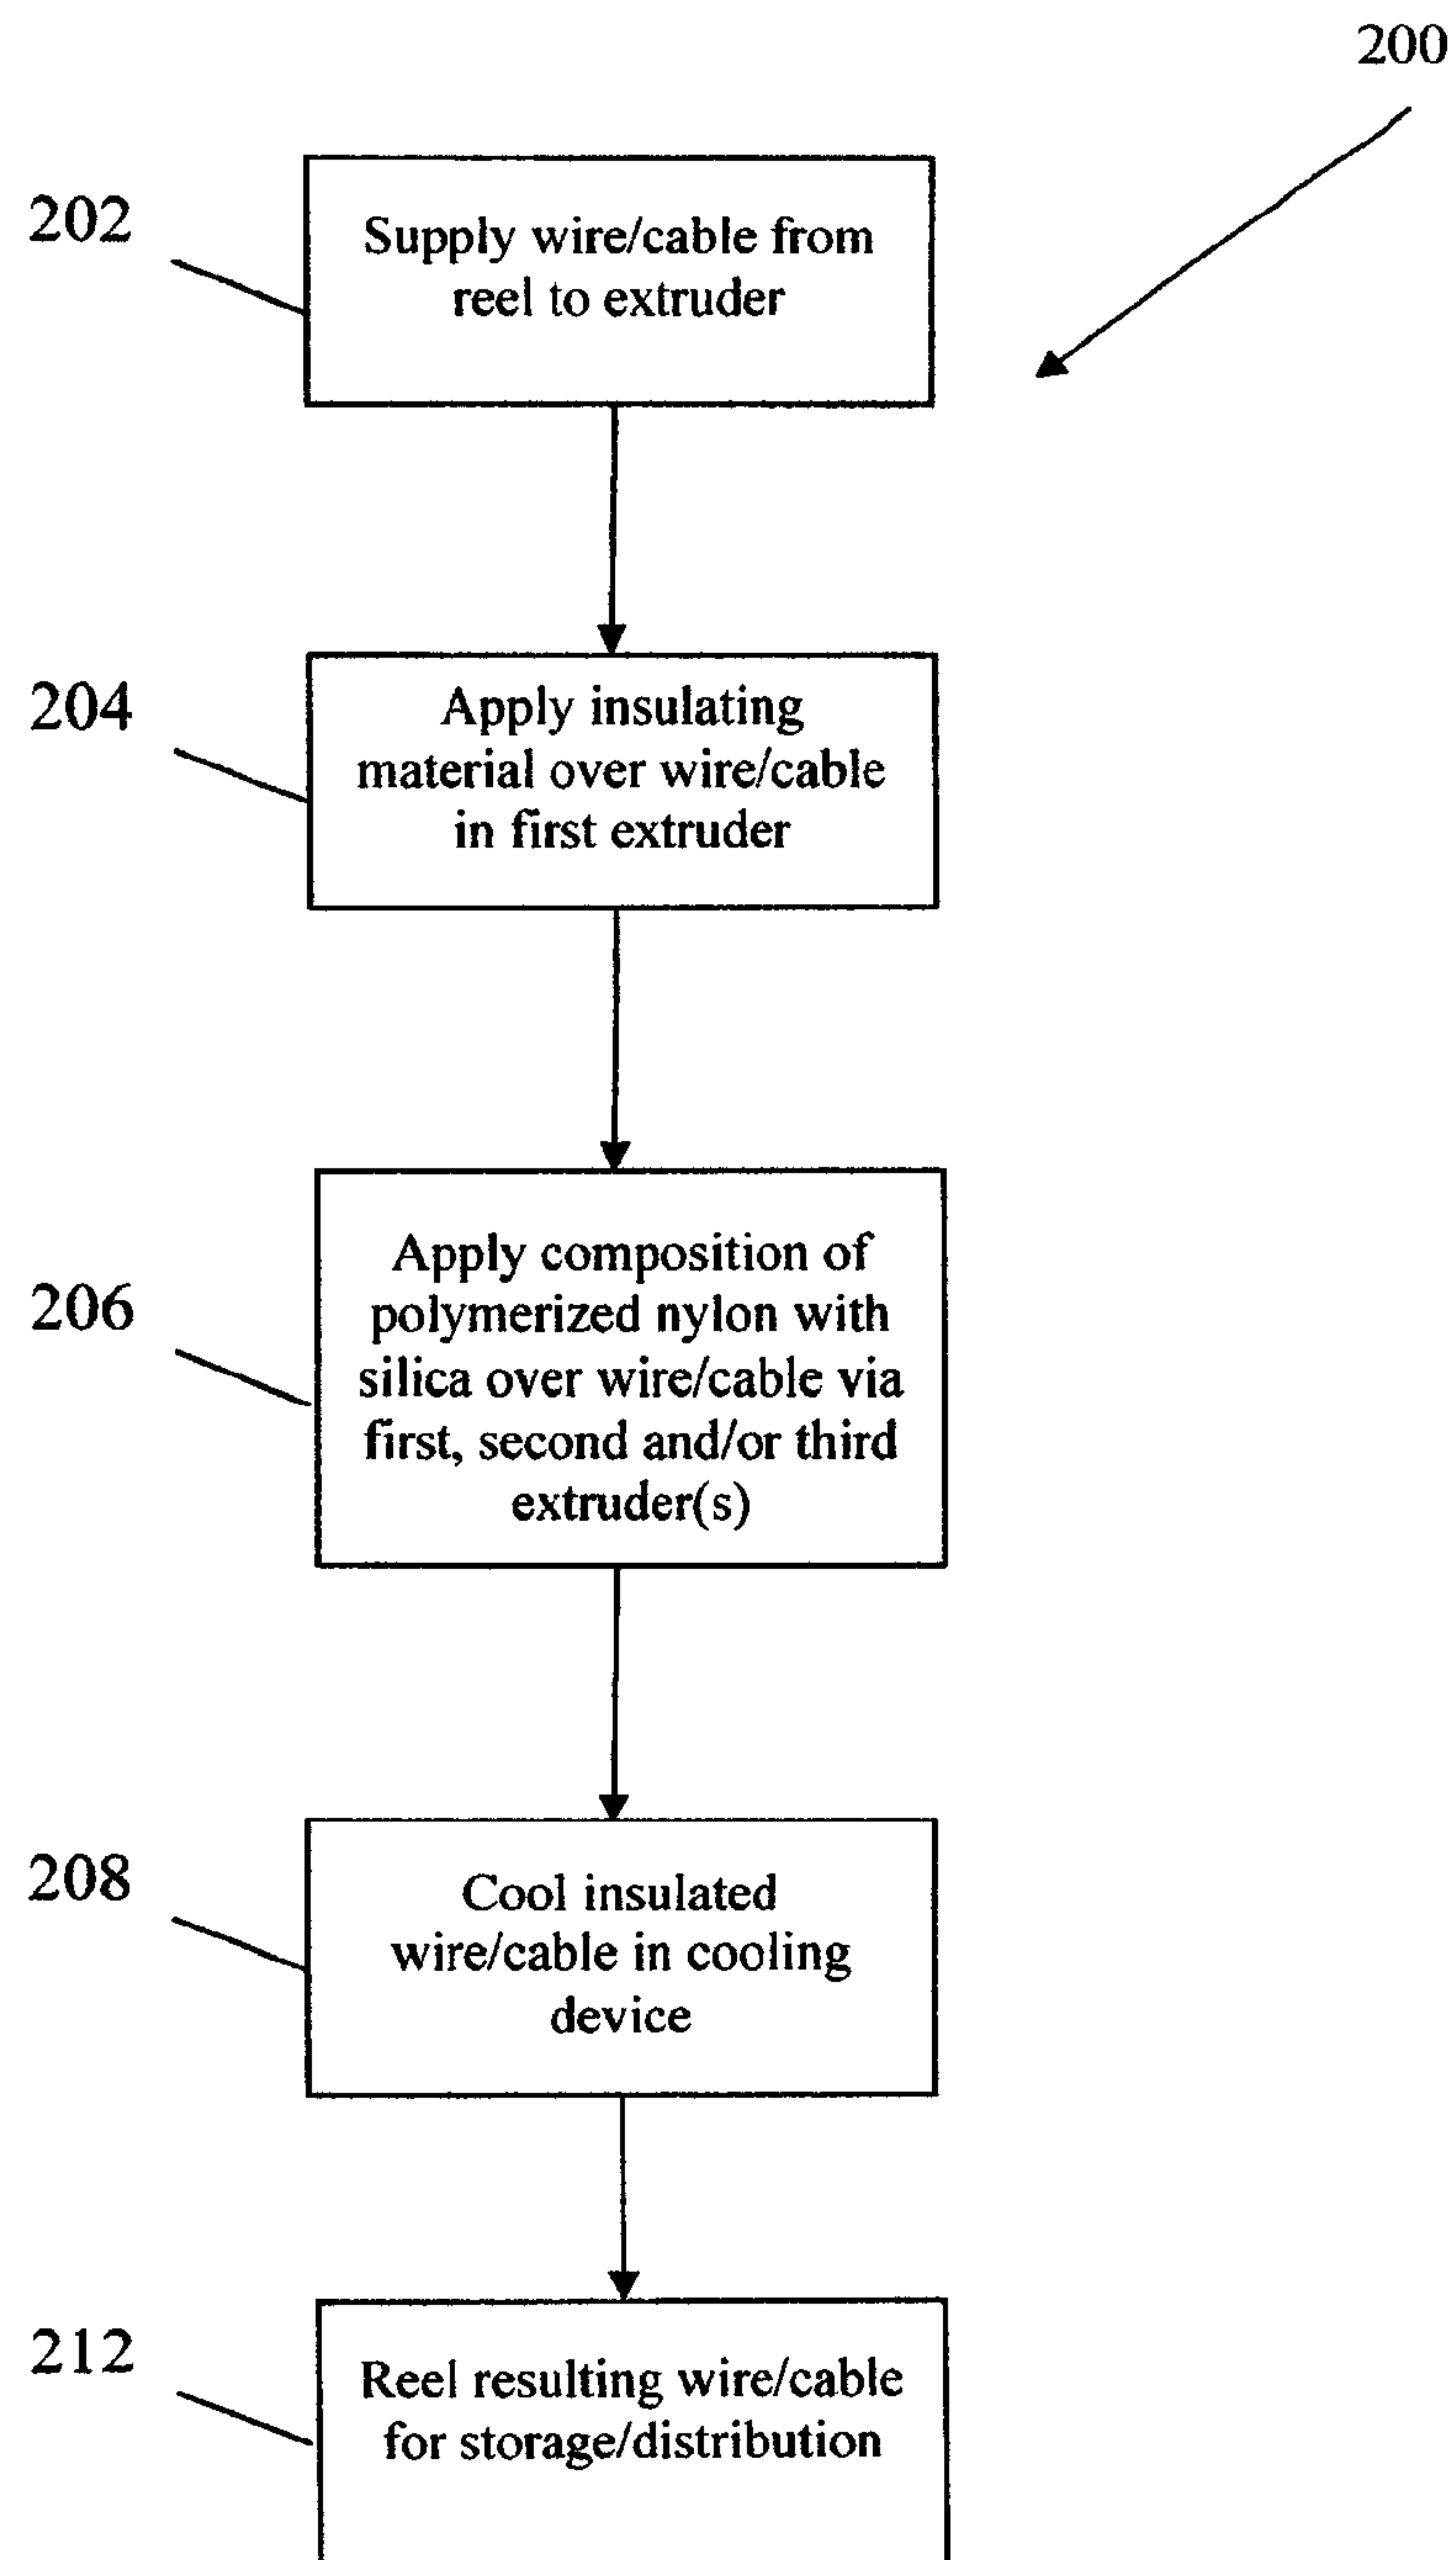 200
202
Supply wire/cable from
reel to extruder
204
Apply insulating
material over wire/cable
in first extruder
206
Apply composition of
polymerized nylon with
silica over wire/cable via
first, second and/or third
extruder(s)
208
Cool insulated
wire/cable in cooling
device
212
Reel resulting wire/cable
for storage/distribution